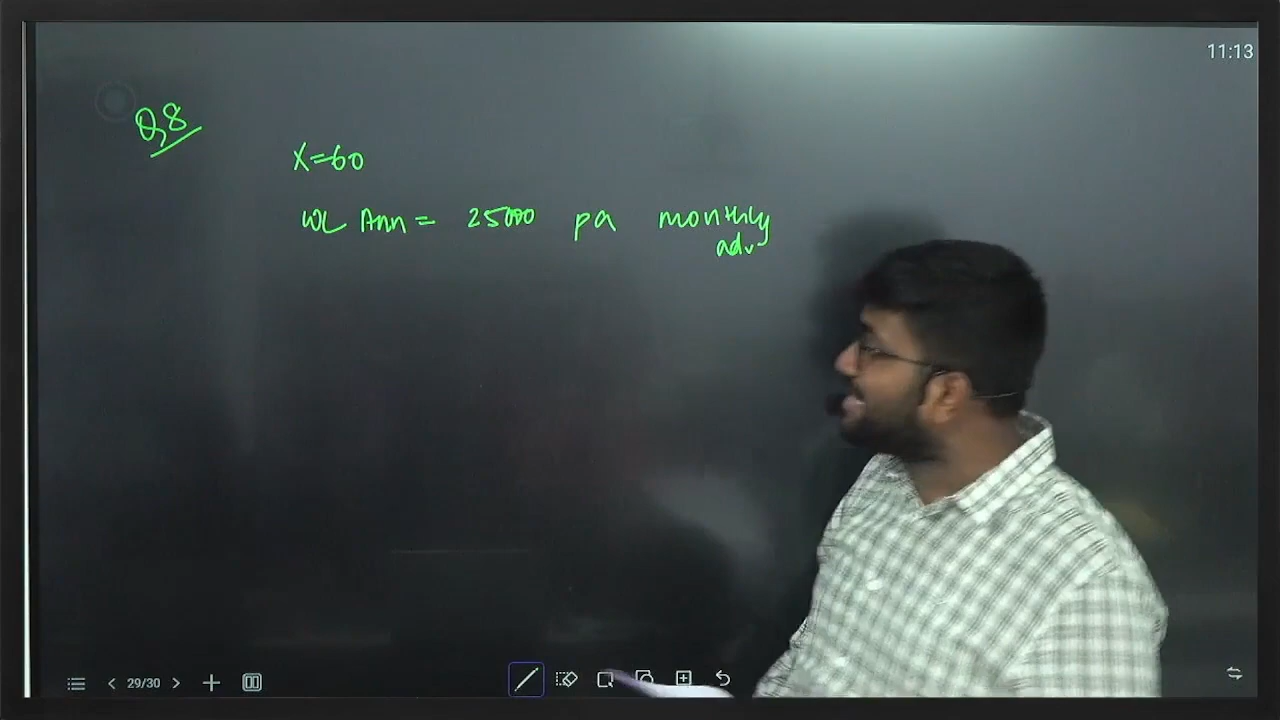 11:13
Q8
X=60
WL Ann = 25000 pa monthly
adv
29/30